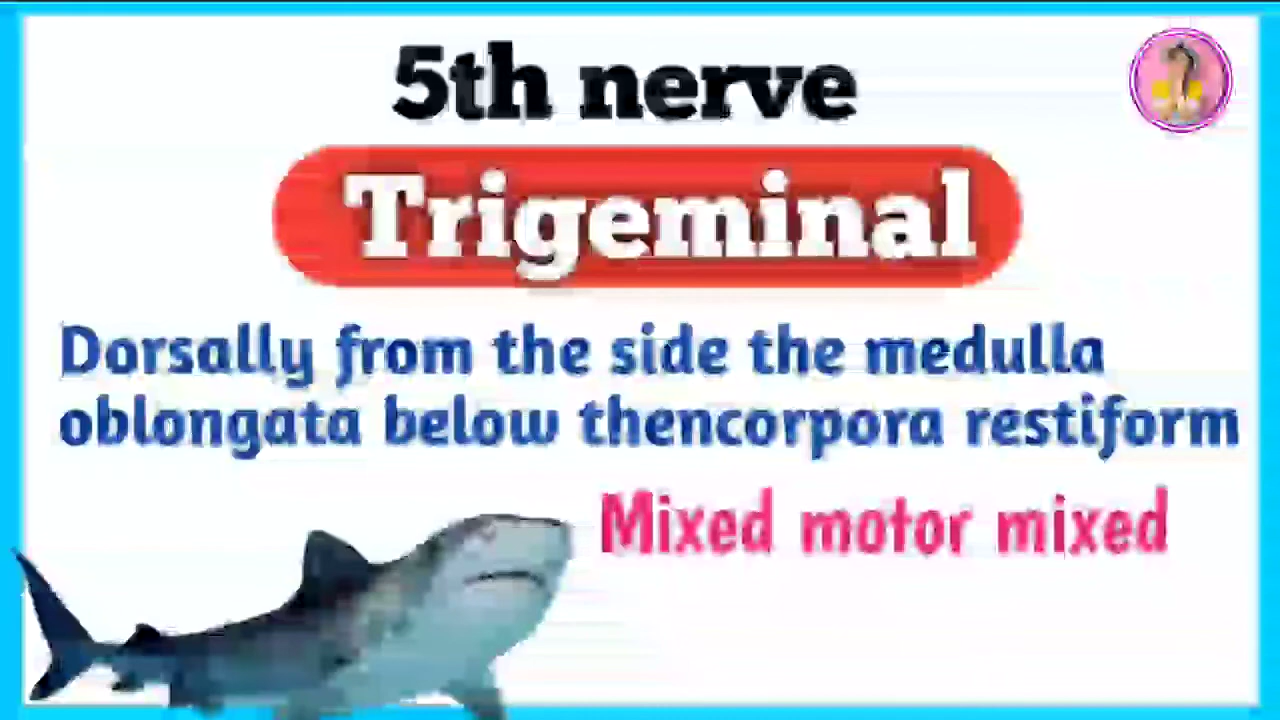 5th nerve
Trigeminal
Dorsally from the side the medulla
oblongata below thencorpora restiform
Mixed motor mixed